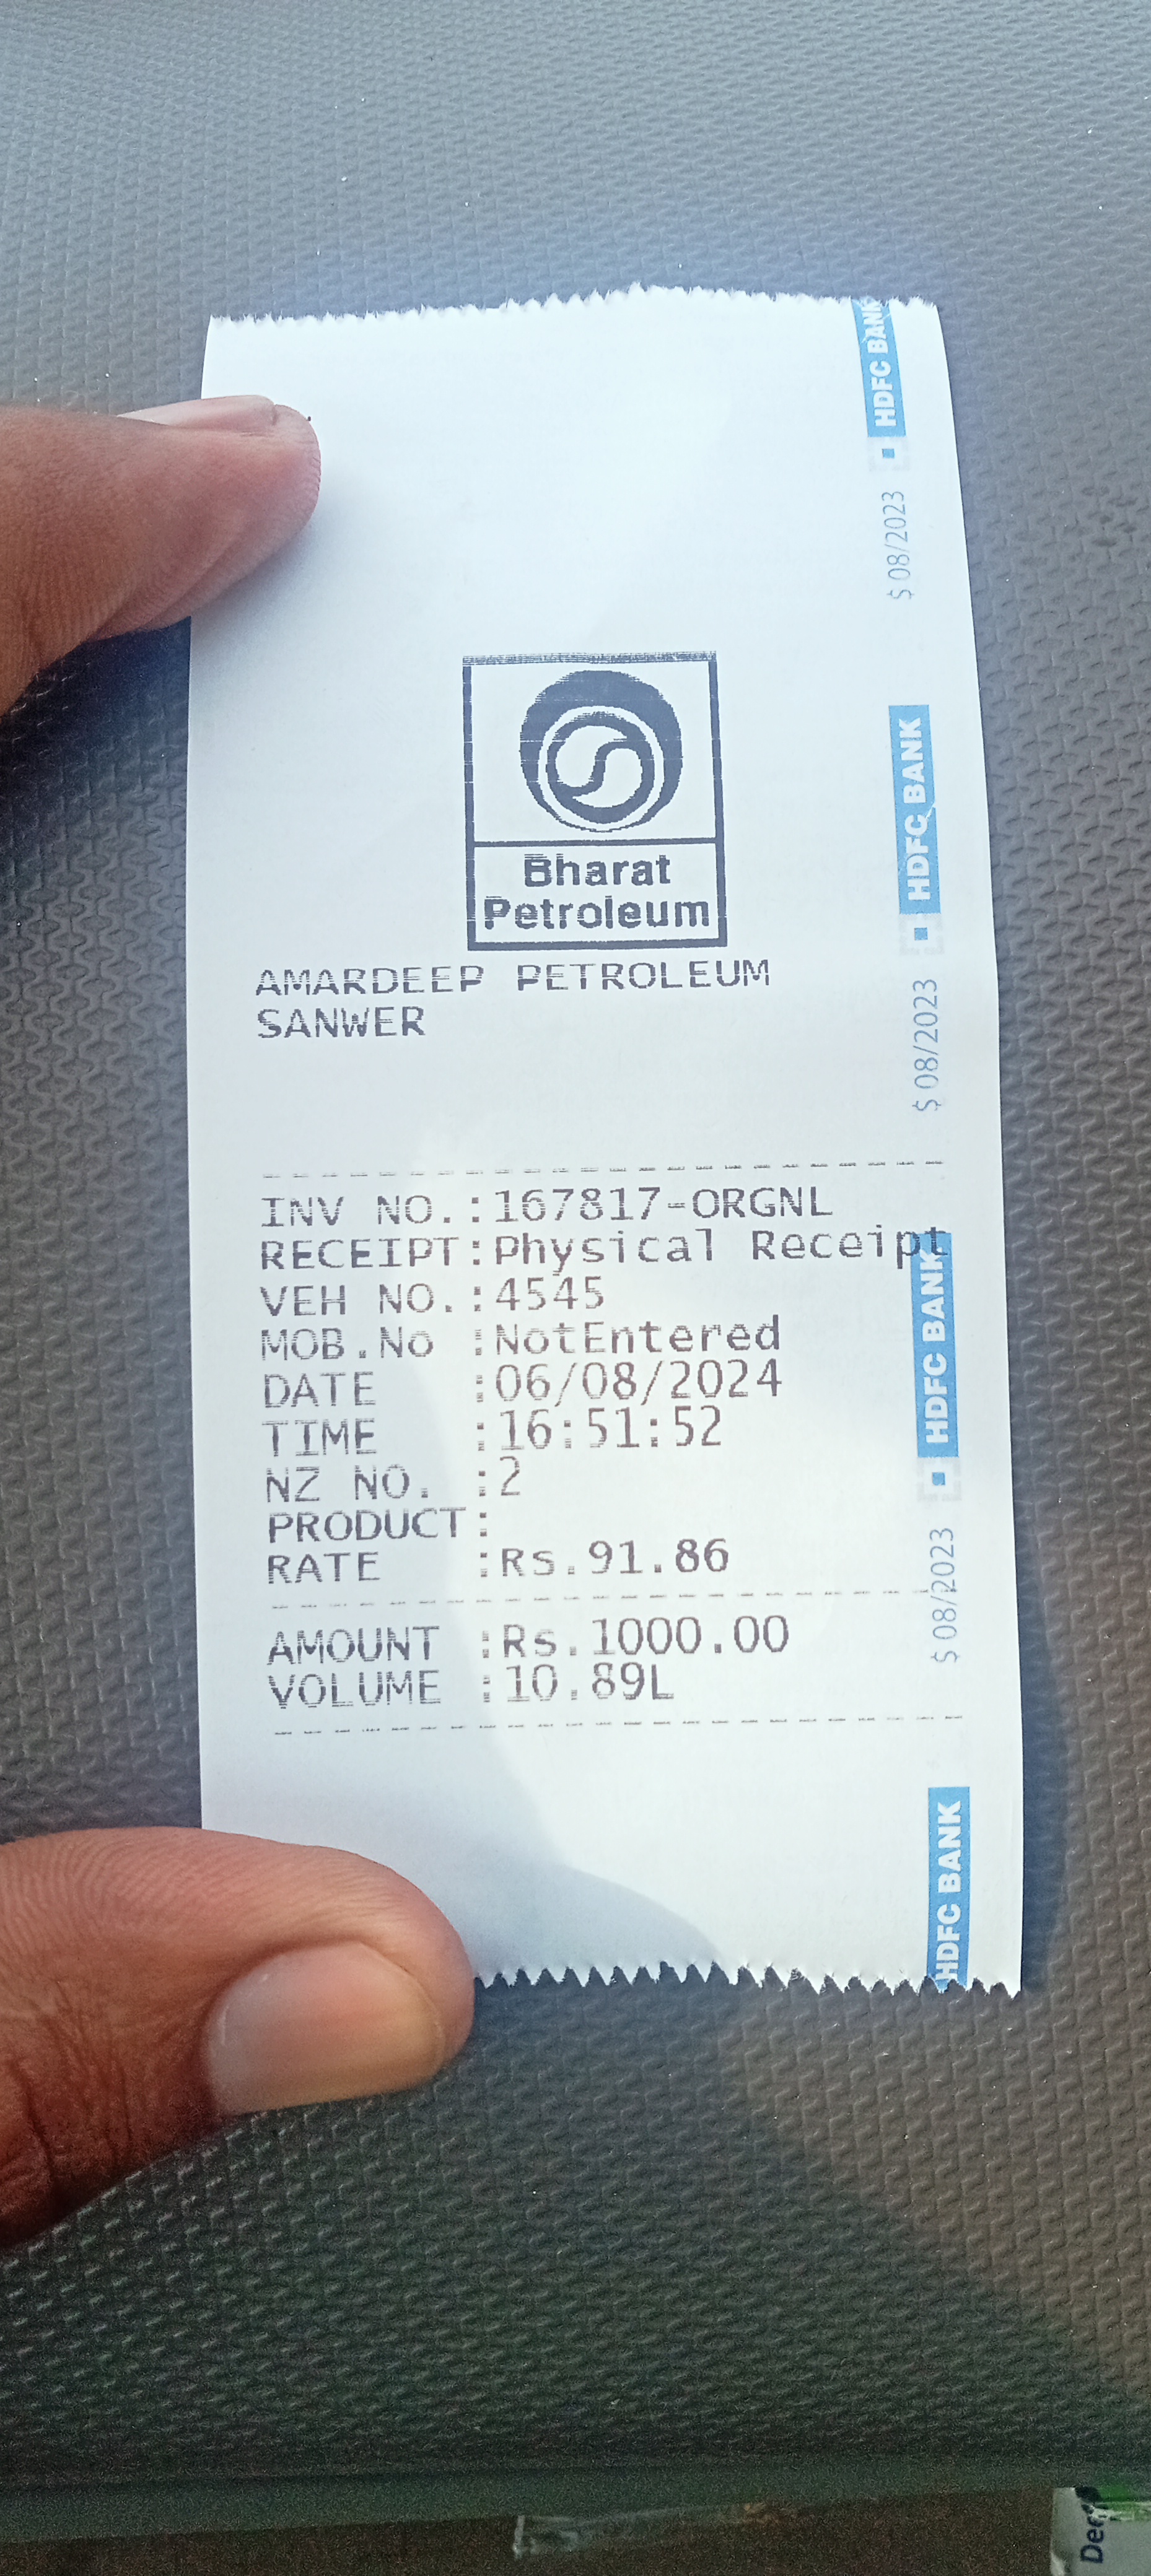 Bharat
Petroleum
AMARDEEP PETROLEUM
SANWER
INV NO.:167817-ORGNL
RECEIPT:Physical Receipt
VEH NO.:4545
MOB.No :NotEntered
DATE :06/08/2024
TIME :16:51:52
NZ NO. :2
PRODUCT:
RATE :Rs.91.86
AMOUNT :Rs.1000.00
VOLUME :10.89L
HDFC BANK
$ 08/2023
HDFC BANK
$ 08/2023
HDFC BANK
$ 08/2023
HDFC BANK